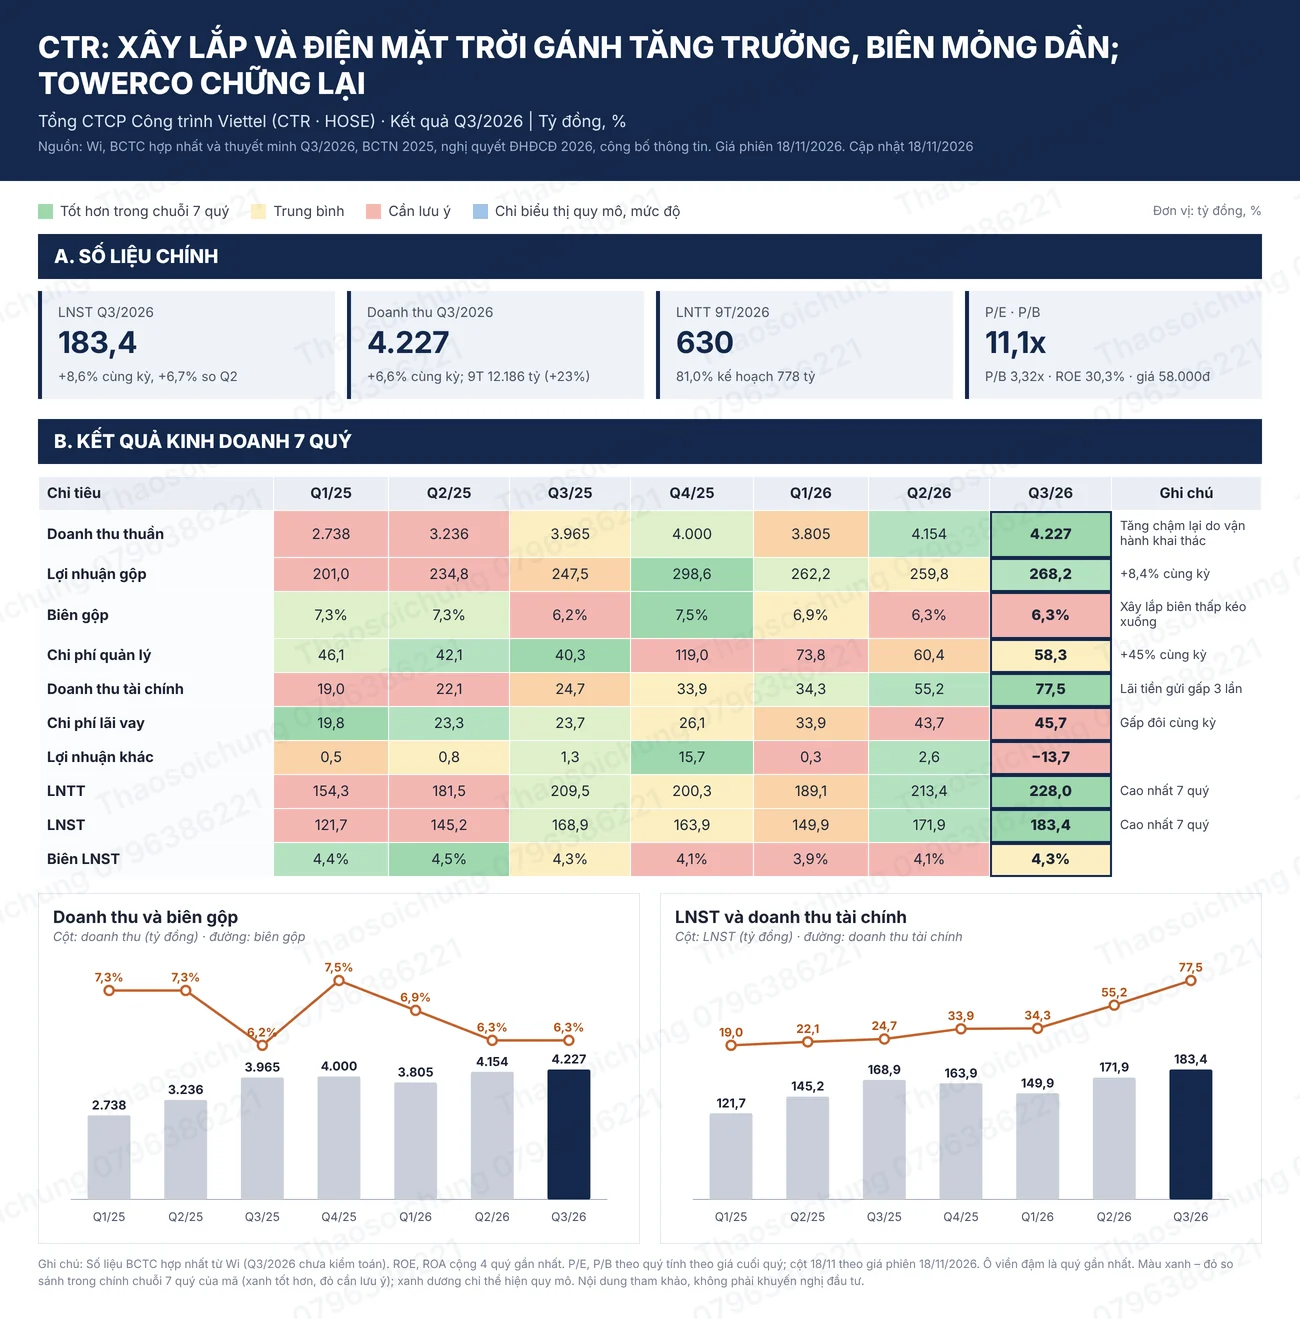 CTR: XÂY LẮP VÀ ĐIỆN MẶT TRỜI GÁNH TĂNG TRƯỞNG, BIÊN MỎNG DẦN;
TOWERCO CHỮNG LẠI
Tổng CTCP Công trình Viettel (CTR · HOSE) · Kết quả Q3/2026 | Tỷ đồng, %
Nguồn: Wi, BCTC hợp nhất và thuyết minh Q3/2026, BCTN 2025, nghị quyết ĐHĐCĐ 2026, công bố thông tin. Giá phiên 18/11/2026. Cập nhật 18/11/2026
Tốt hơn trong chuỗi 7 quý Trung bình Cần lưu ý Chỉ biểu thị quy mô, mức độ Đơn vị: tỷ đồng, %
A. SỐ LIỆU CHÍNH
LNST Q3/2026
183,4
+8,6% cùng kỳ, +6,7% so Q2
Doanh thu Q3/2026
4.227
+6,6% cùng kỳ; 9T 12.186 tỷ (+23%)
LNTT 9T/2026
630
81,0% kế hoạch 778 tỷ
P/E · P/B
11,1x
P/B 3,32x · ROE 30,3% · giá 58.000đ
B. KẾT QUẢ KINH DOANH 7 QUÝ
Chỉ tiêu Q1/25 Q2/25 Q3/25 Q4/25 Q1/26 Q2/26 Q3/26 Ghi chú
Doanh thu thuần 2.738 3.236 3.965 4.000 3.805 4.154 4.227 Tăng chậm lại do vận
hành khai thác
Lợi nhuận gộp 201,0 234,8 247,5 298,6 262,2 259,8 268,2 +8,4% cùng kỳ
Biên gộp 7,3% 7,3% 6,2% 7,5% 6,9% 6,3% 6,3% Xây lắp biên thấp kéo
xuống
Chi phí quản lý 46,1 42,1 40,3 119,0 73,8 60,4 58,3 +45% cùng kỳ
Doanh thu tài chính 19,0 22,1 24,7 33,9 34,3 55,2 77,5 Lãi tiền gửi gấp 3 lần
Chi phí lãi vay 19,8 23,3 23,7 26,1 33,9 43,7 45,7 Gấp đôi cùng kỳ
Lợi nhuận khác 0,5 0,8 1,3 15,7 0,3 2,6 −13,7
LNTT 154,3 181,5 209,5 200,3 189,1 213,4 228,0 Cao nhất 7 quý
LNST 121,7 145,2 168,9 163,9 149,9 171,9 183,4 Cao nhất 7 quý
Biên LNST 4,4% 4,5% 4,3% 4,1% 3,9% 4,1% 4,3%
Doanh thu và biên gộp
Cột: doanh thu (tỷ đồng) · đường: biên gộp
7,3% 7,3% 6,2% 7,5% 6,9% 6,3% 6,3%
2.738 3.236 3.965 4.000 3.805 4.154 4.227
Q1/25 Q2/25 Q3/25 Q4/25 Q1/26 Q2/26 Q3/26
LNST và doanh thu tài chính
Cột: LNST (tỷ đồng) · đường: doanh thu tài chính
19,0 22,1 24,7 33,9 34,3 55,2 77,5
121,7 145,2 168,9 163,9 149,9 171,9 183,4
Q1/25 Q2/25 Q3/25 Q4/25 Q1/26 Q2/26 Q3/26
Ghi chú: Số liệu BCTC hợp nhất từ Wi (Q3/2026 chưa kiểm toán). ROE, ROA cộng 4 quý gần nhất. P/E, P/B theo quý tính theo giá cuối quý; cột 18/11 theo giá phiên 18/11/2026. Ô viền đậm là quý gần nhất. Màu xanh – đỏ so
sánh trong chính chuỗi 7 quý của mã (xanh tốt hơn, đỏ cần lưu ý); xanh dương chỉ thể hiện quy mô. Nội dung tham khảo, không phải khuyến nghị đầu tư.
Thaosoichung 0796386221